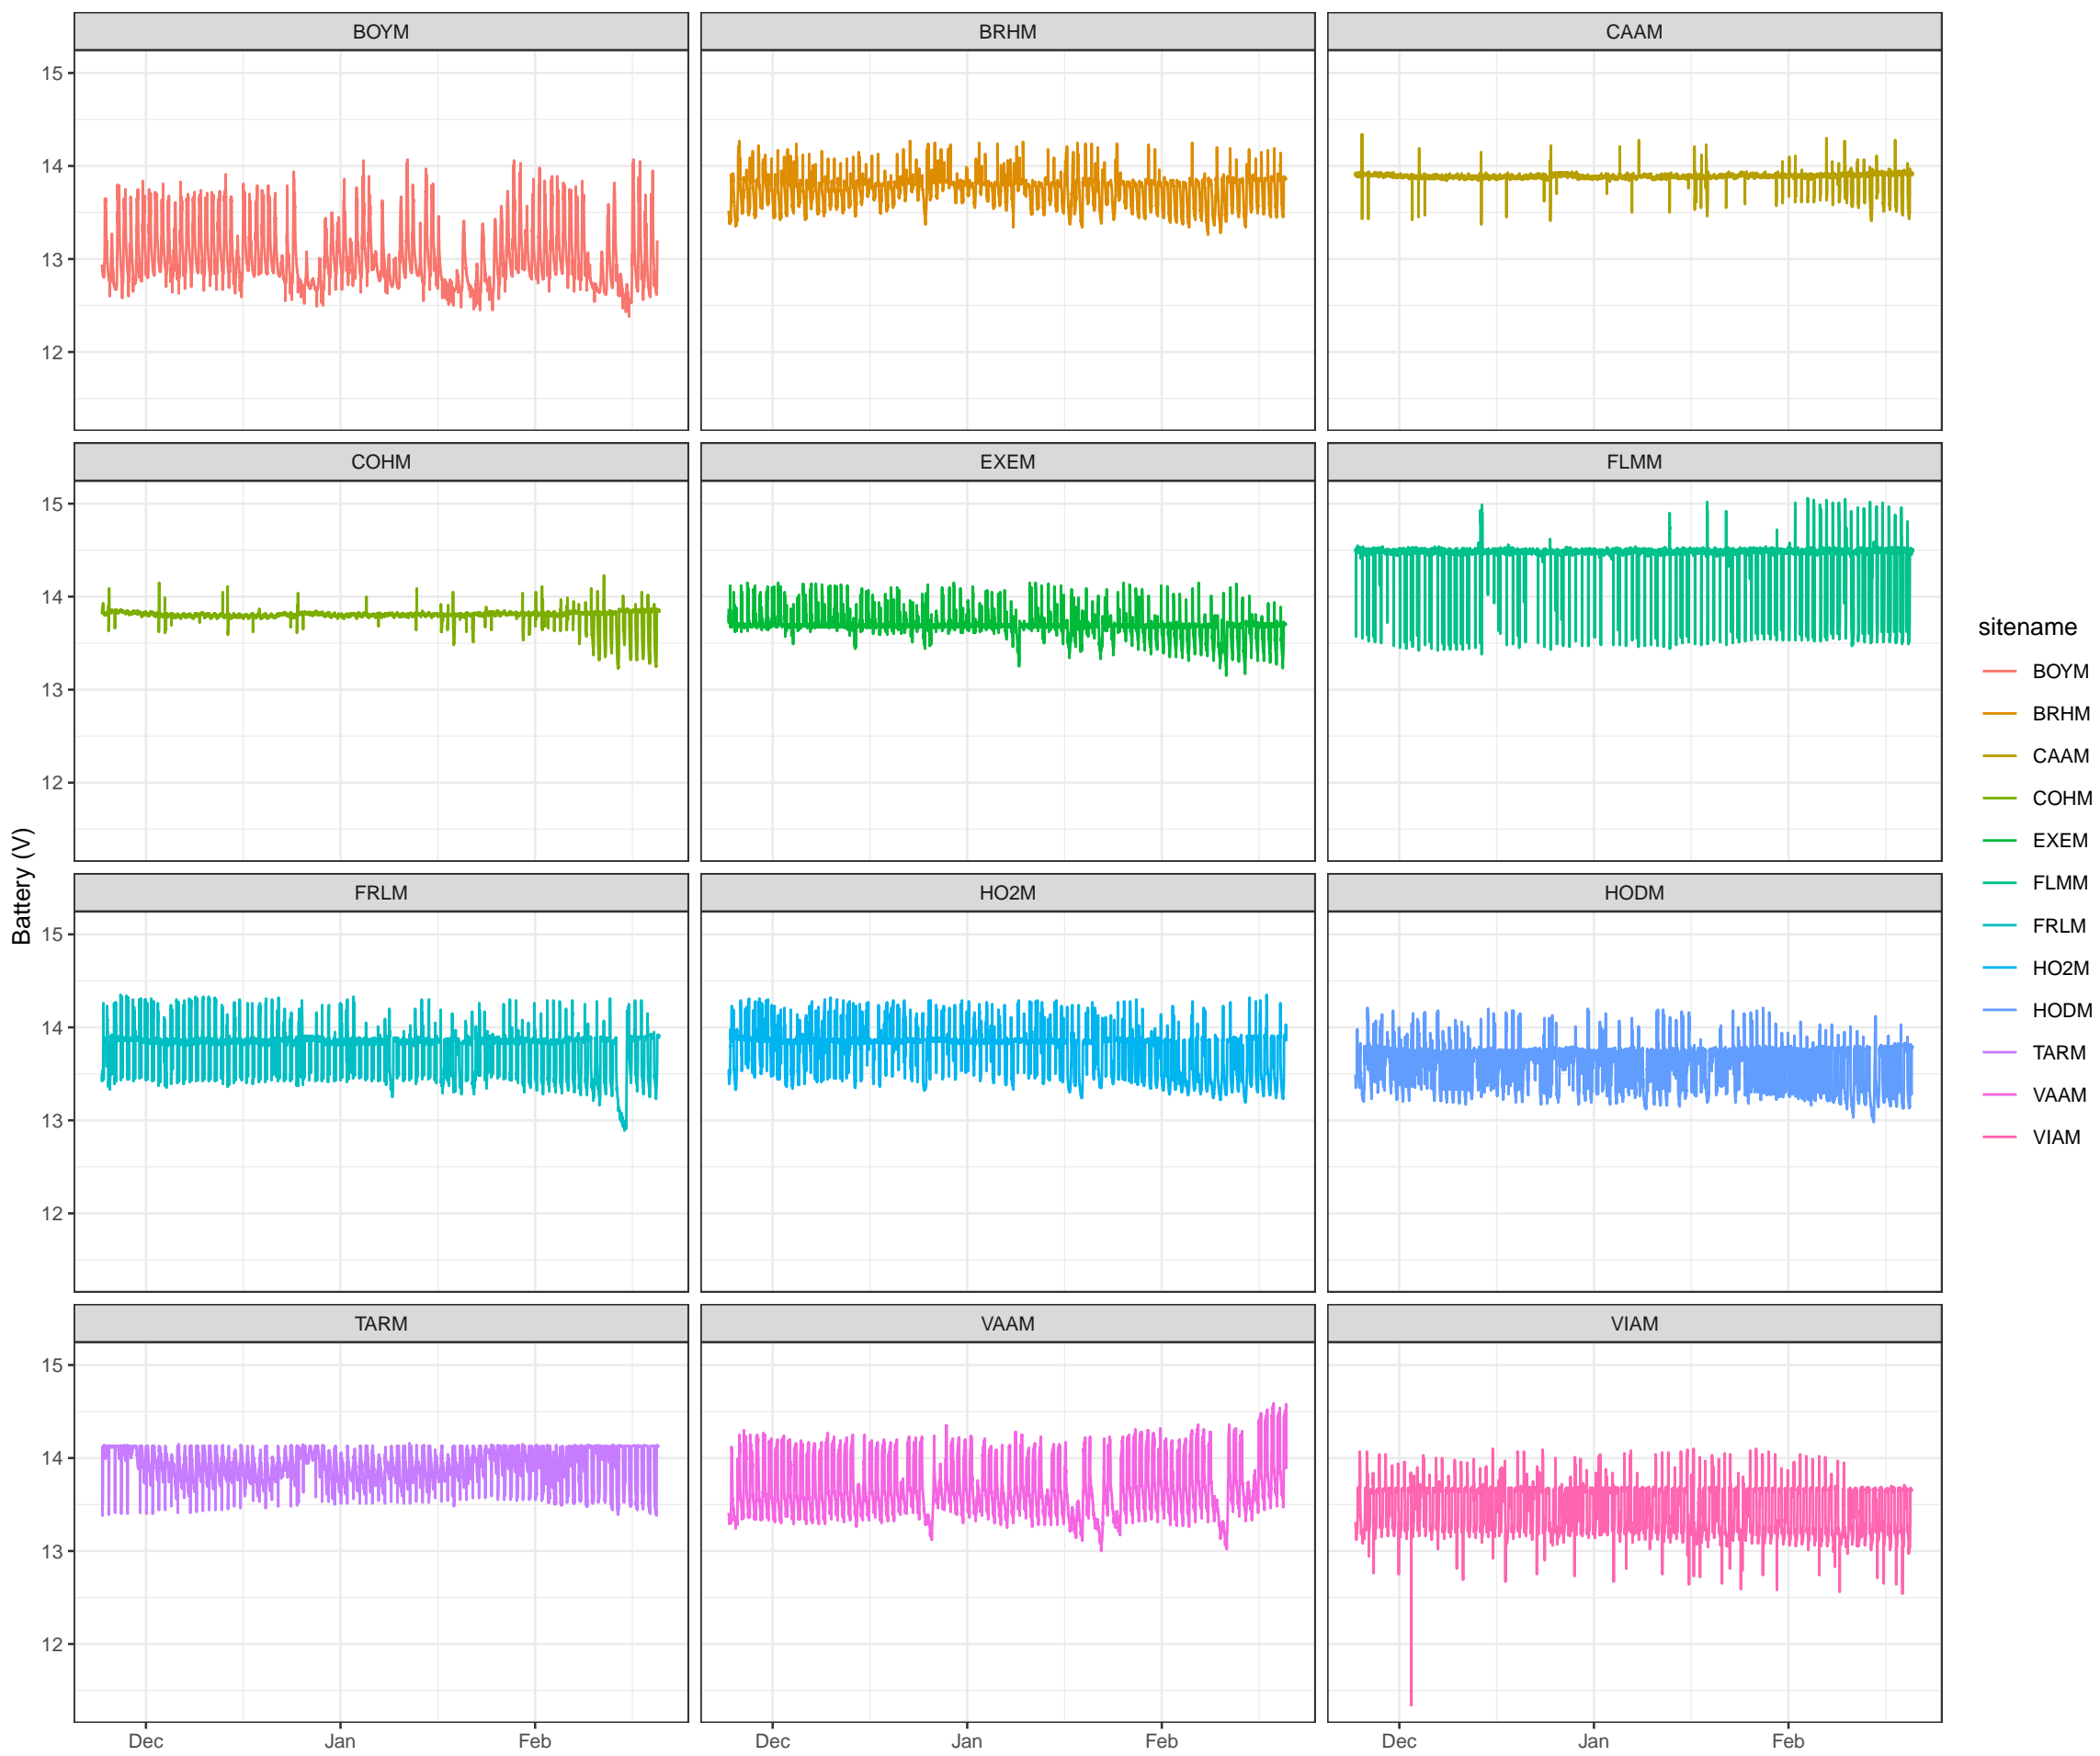 BOYM BRHM CAAM
15
14
13
12
COHM EXEM FLMM
15
14
13
12
FRLM HO2M HODM
15
14
13
12
TARM VAAM VIAM
15
14
13
12
Dec Jan Feb Dec Jan Feb Dec Jan Feb
Battery (V)
sitename
BOYM
BRHM
CAAM
COHM
EXEM
FLMM
FRLM
HO2M
HODM
TARM
VAAM
VIAM